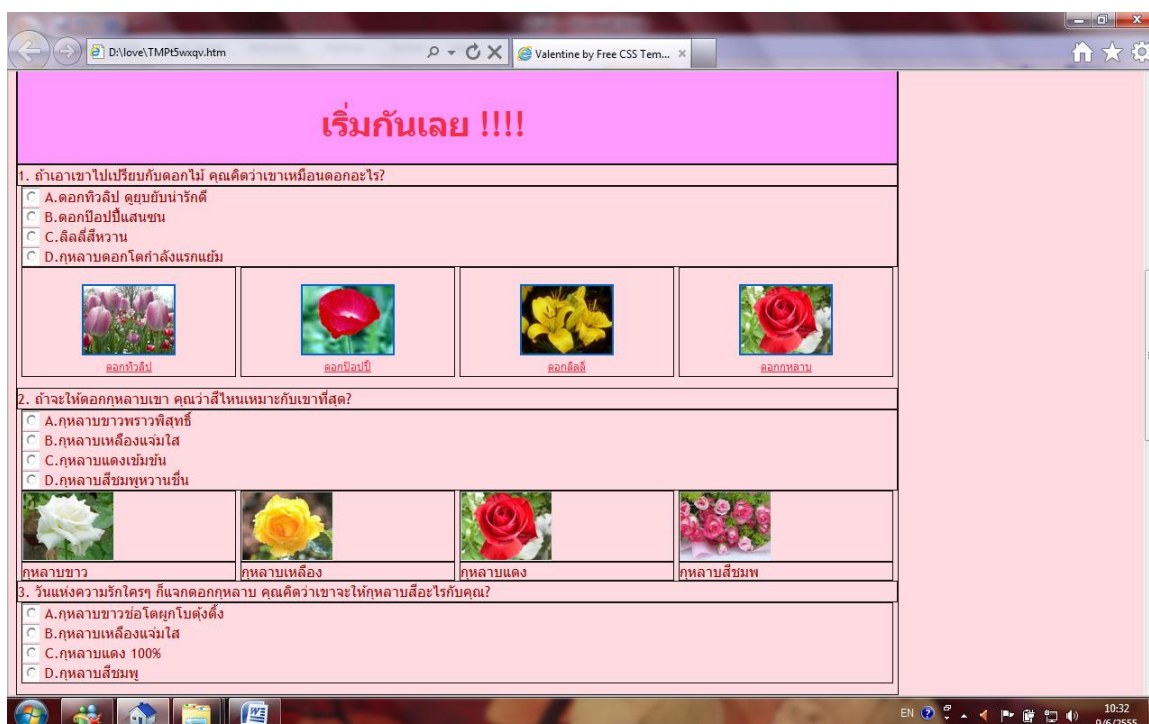 D:\love\TMPt5wxqv.htm
Valentine by Free CSS Tem...
เริ่มกันเลย !!!!
1. ถ้าเอาเขาไปเปรียบกับดอกไม้ คุณคิดว่าเขาเหมือนดอกอะไร?
A.ดอกทิวลิป ดูยุบยับน่ารักดี
B.ดอกป๊อปปี้แสนซน
C.ลิลลี่สีหวาน
D.กุหลาบดอกโตกำลังแรกแย้ม
ดอกทิวลิป
ดอกป๊อปปี้
ดอกลิลลี่
ดอกกุหลาบ
2. ถ้าจะให้ดอกกุหลาบเขา คุณว่าสีไหนเหมาะกับเขาที่สุด?
A.กุหลาบขาวพราวพิสุทธิ์
B.กุหลาบเหลืองแจ่มใส
C.กุหลาบแดงเข้มข้น
D.กุหลาบสีชมพูหวานชื่น
กุหลาบขาว
กุหลาบเหลือง
กุหลาบแดง
กุหลาบสีชมพ
3. วันแห่งความรักใครๆ ก็แจกดอกกุหลาบ คุณคิดว่าเขาจะให้กุหลาบสีอะไรกับคุณ?
A.กุหลาบขาวช่อโตผูกโบตุ้งติ้ง
B.กุหลาบเหลืองแจ่มใส
C.กุหลาบแดง 100%
D.กุหลาบสีชมพู
EN
10:32
9/6/2555